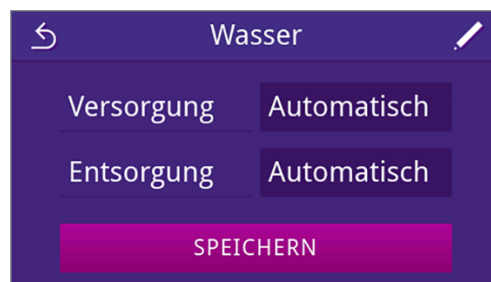 Wasser
Versorgung Automatisch
Entsorgung Automatisch
SPEICHERN